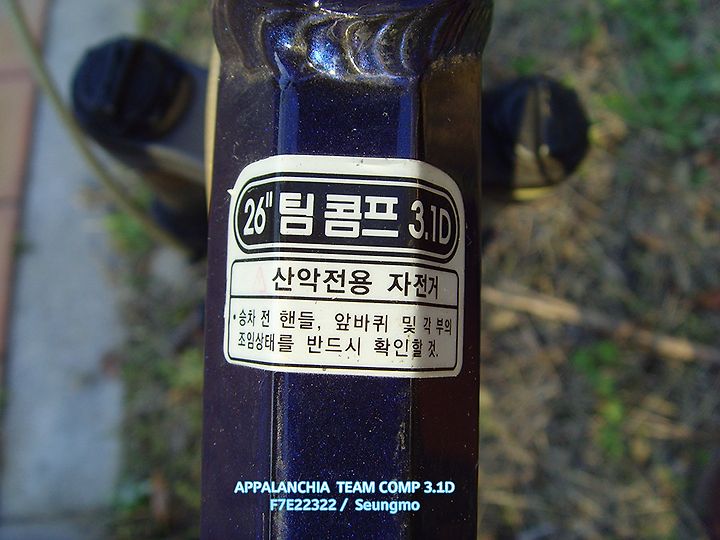 26" 팀 콤프 3.1D
산악전용 자전거
• 승차 전 핸들, 앞바퀴 및 각 부의
조임상태를 반드시 확인할 것.
APPALANCHIA TEAM COMP 3.1D
F7E22322 / Seungmo